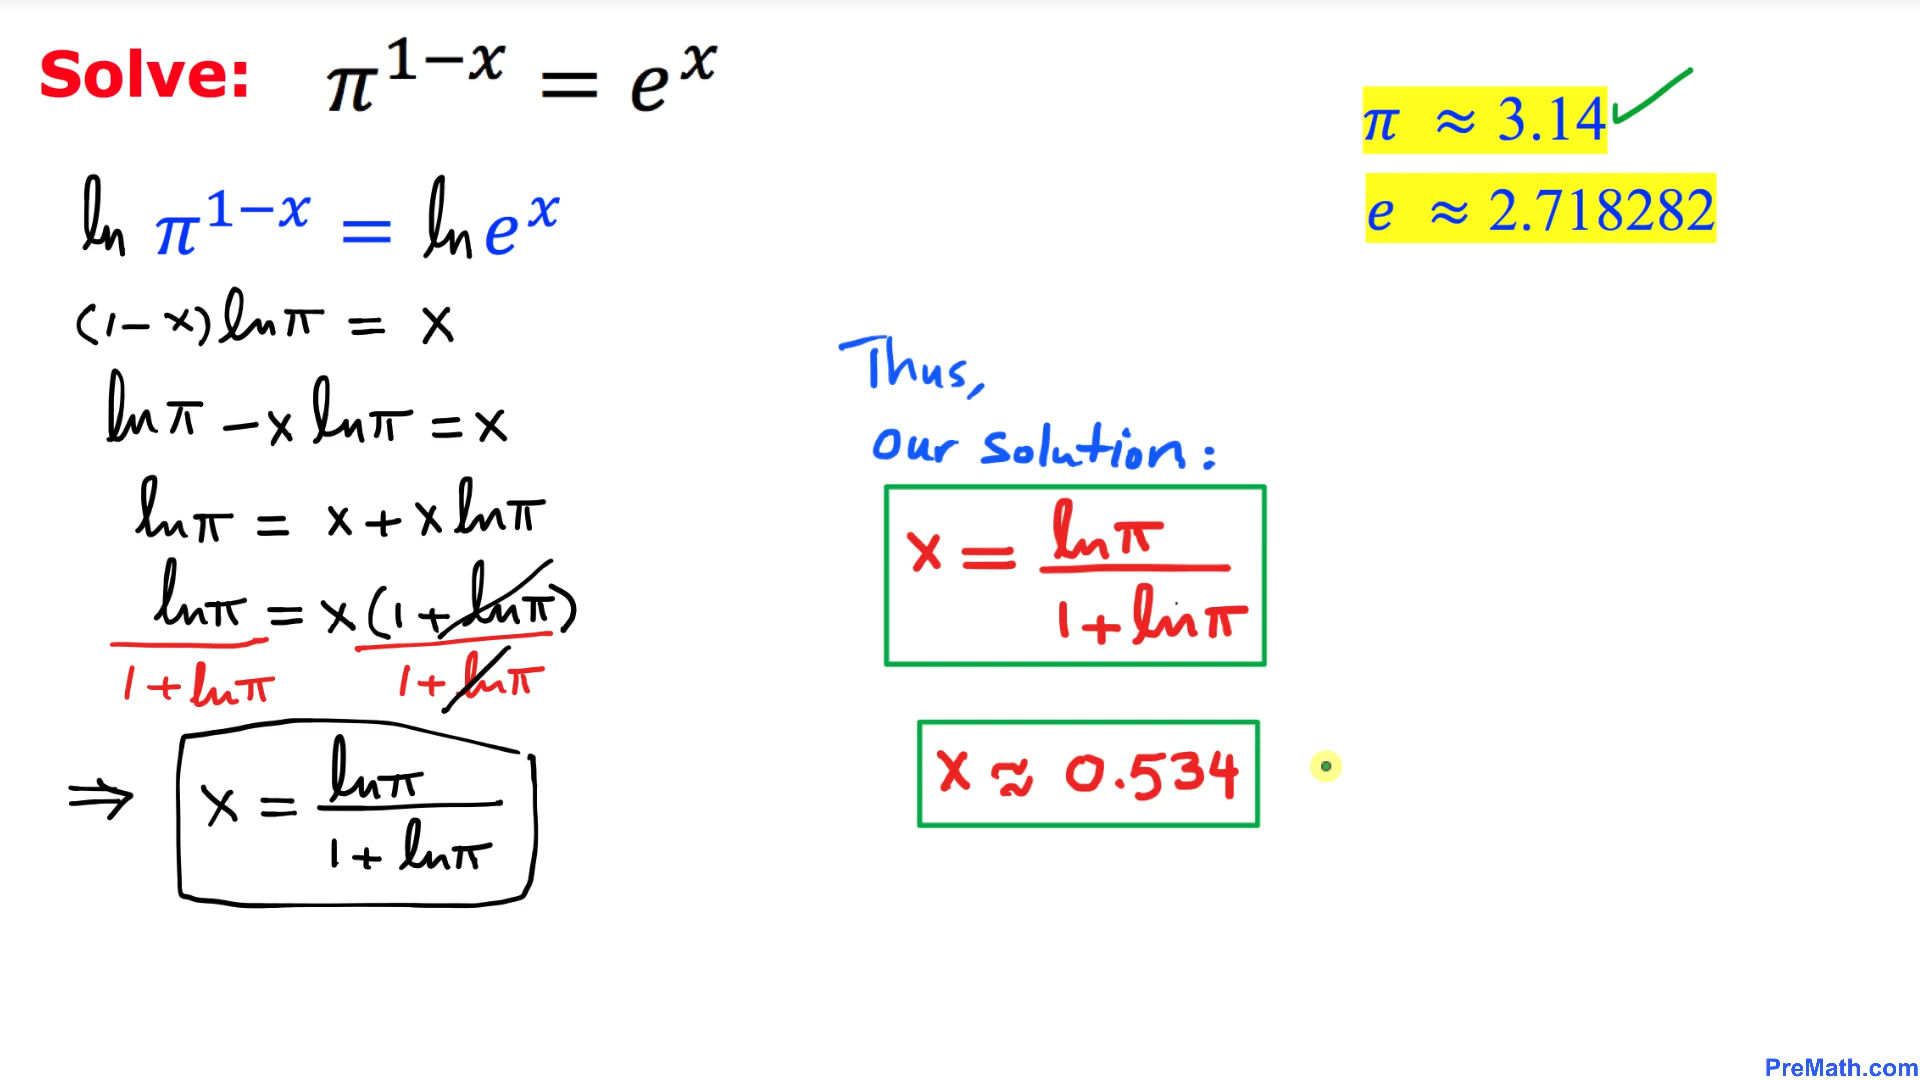 Solve: π^{1−x} = e^x
ln π^{1−x} = ln e^x
(1 − x) ln π = x
ln π − x ln π = x
ln π = x + x ln π
ln π = x (1 + ln π)
1 + ln π 1 + ln π
⇒ x = ln π
1 + ln π
π ≈ 3.14 ✓
e ≈ 2.718282
Thus,
our solution:
x = ln π
1 + ln π
x ≈ 0.534
PreMath.com